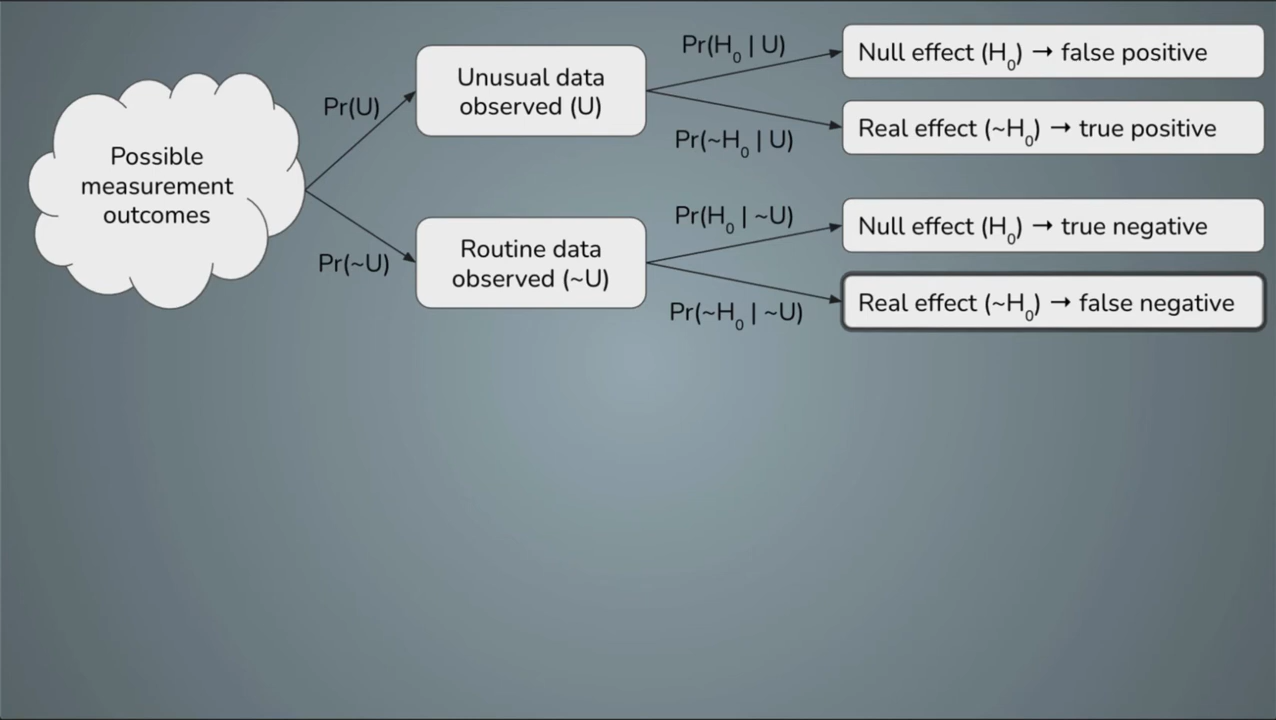 Possible
measurement
outcomes
Pr(U)
Pr(~U)
Unusual data
observed (U)
Routine data
observed (~U)
Pr(H₀ | U)
Pr(~H₀ | U)
Pr(H₀ | ~U)
Pr(~H₀ | ~U)
Null effect (H₀) → false positive
Real effect (~H₀) → true positive
Null effect (H₀) → true negative
Real effect (~H₀) → false negative